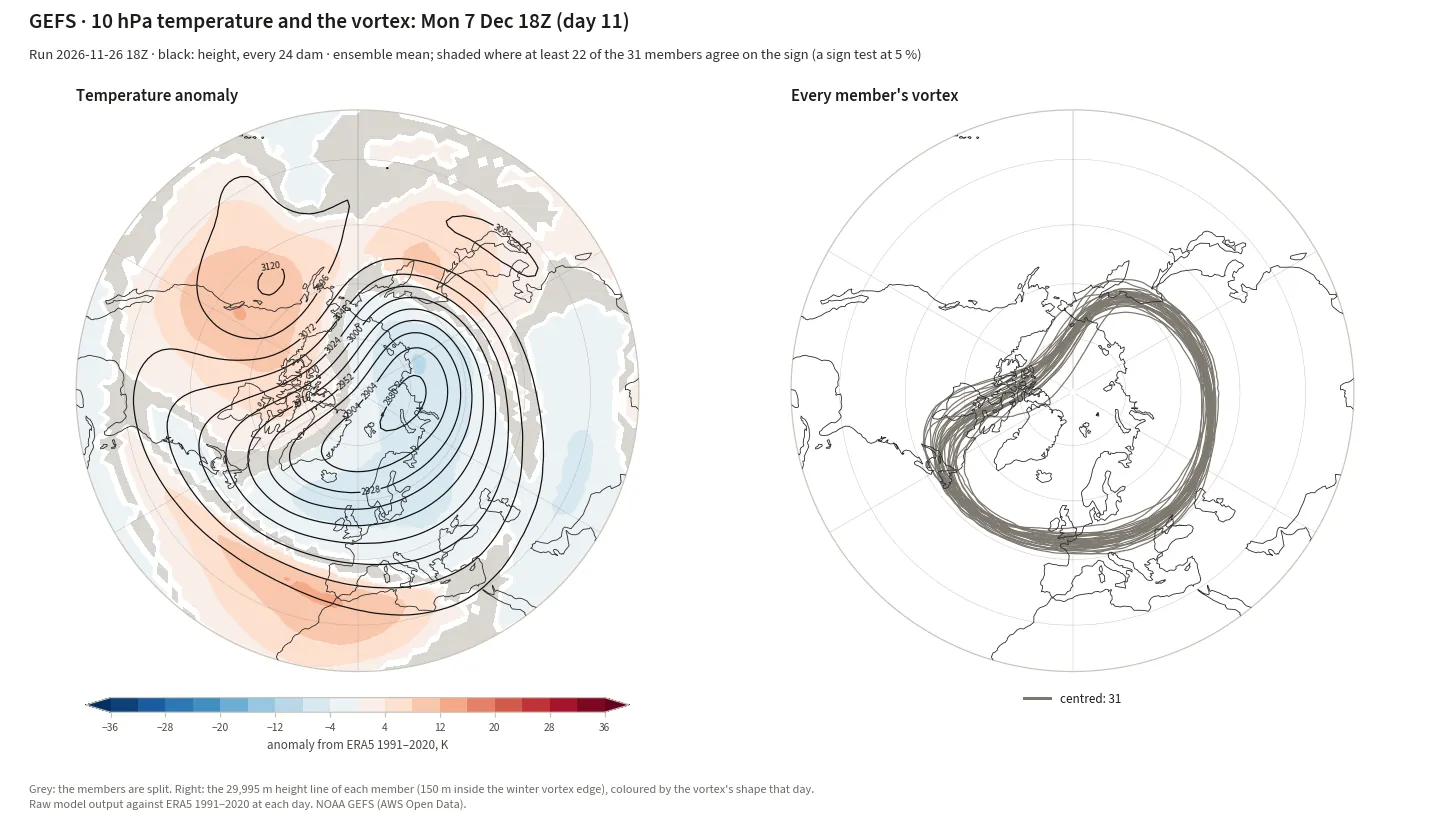 GEFS · 10 hPa temperature and the vortex: Mon 7 Dec 18Z (day 11)
Run 2026-11-26 18Z · black: height, every 24 dam · ensemble mean; shaded where at least 22 of the 31 members agree on the sign (a sign test at 5 %)
Temperature anomaly
Every member's vortex
3096
3120
3072
3024
3000
2952
2904
2904
2928
centred: 31
−36 −28 −20 −12 −4 4 12 20 28 36
anomaly from ERA5 1991–2020, K
Grey: the members are split. Right: the 29,995 m height line of each member (150 m inside the winter vortex edge), coloured by the vortex's shape that day.
Raw model output against ERA5 1991–2020 at each day. NOAA GEFS (AWS Open Data).